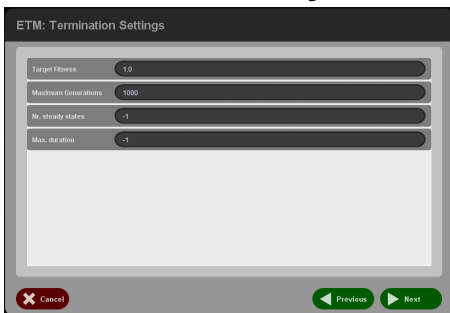 ETM: Termination Settings
Target Fitness 1.0
Maximum Generations 1000
Nr. steady states -1
Max. duration -1
Cancel Previous Next